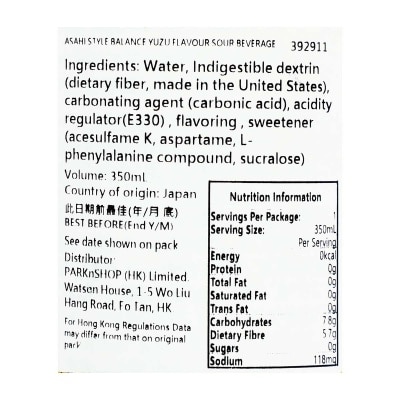 ASAHI STYLE BALANCE YUZU FLAVOUR SOUR BEVERAGE 392911
Ingredients: Water, Indigestible dextrin
(dietary fiber, made in the United States),
carbonating agent (carbonic acid), acidity
regulator(E330) , flavoring , sweetener
(acesulfame K, aspartame, L-
phenylalanine compound, sucralose)
Volume: 350mL
Country of origin: Japan
此日期前最佳(年/月 底)
BEST BEFORE(End Y/M)
See date shown on pack
Distributor
PARKnSHOP (HK) Limited.
Watson House, 1-5 Wo Liu
Hang Road, Fo Tan, HK
For Hong Kong Regulations Data
may differ from that on original
pack
Nutrition Information
Servings Per Package: 1
Serving Size: 350mL
Per Serving
Energy 0kcal
Protein 0g
Total Fat 0g
Saturated Fat 0g
Trans Fat 0g
Carbohydrates 7.8g
Dietary Fibre 5.7g
Sugars 0g
Sodium 118mg